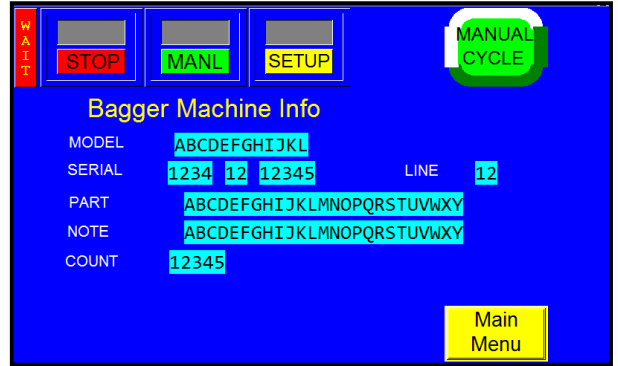 WAIT
STOP MANL SETUP
MANUAL
CYCLE
Bagger Machine Info
MODEL ABCDEFGHIJKL
SERIAL 1234 12 12345 LINE 12
PART ABCDEFGHIJKLMNOPQRSTUVWXY
NOTE ABCDEFGHIJKLMNOPQRSTUVWXY
COUNT 12345
Main
Menu